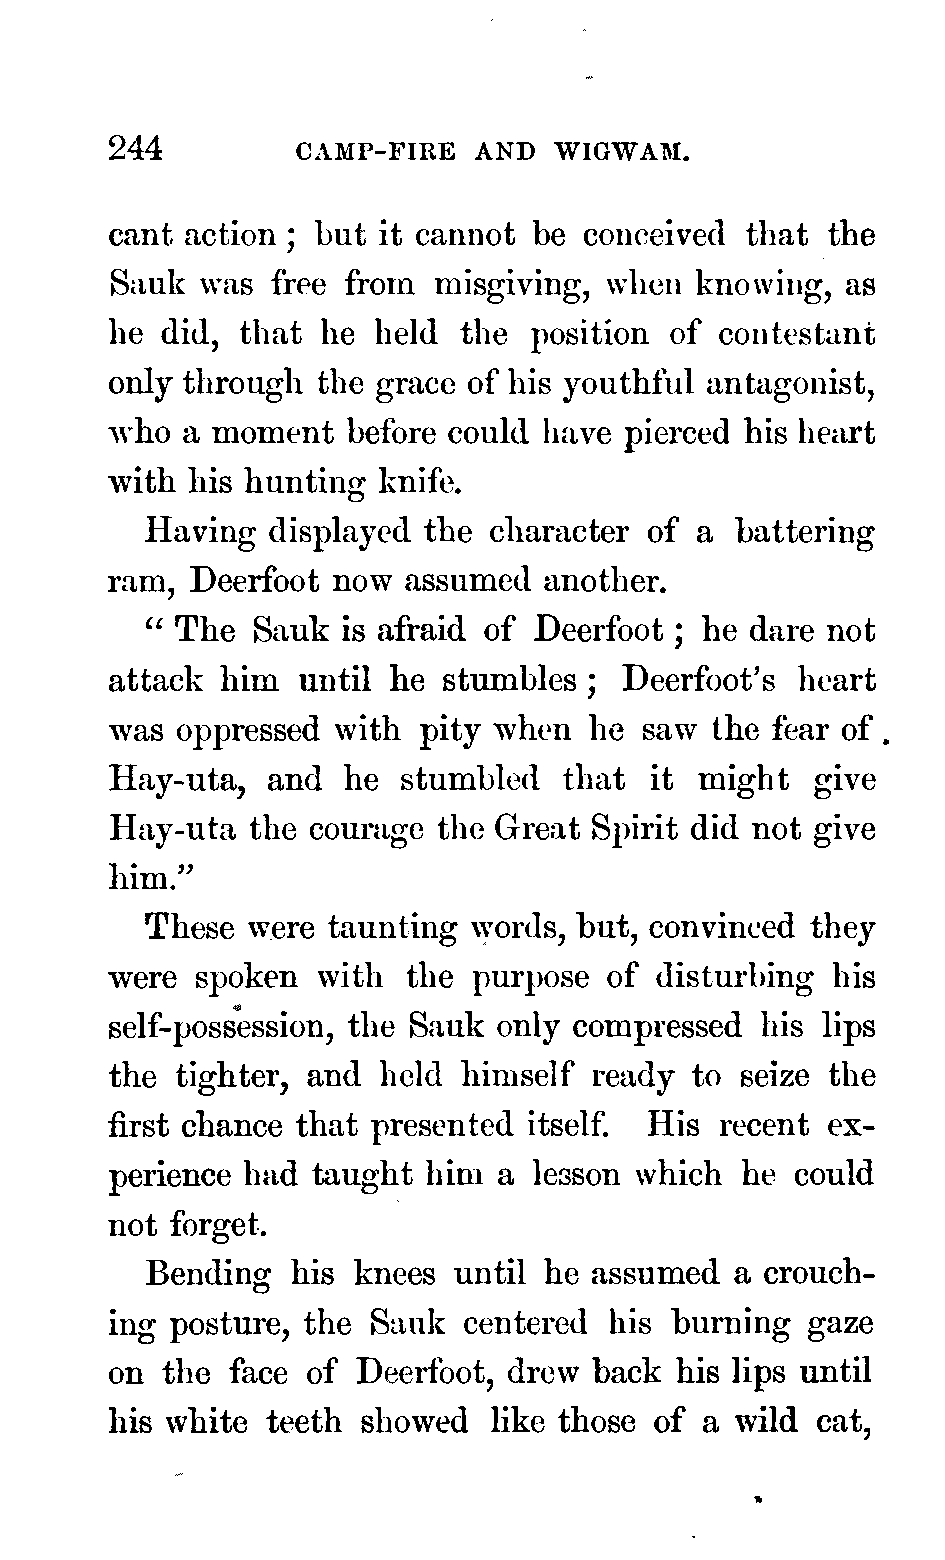 244 CAMP-FIRE AND WIGWAM.
cant action ; but it cannot be conceived that the
Sauk was free from misgiving, when knowing, as
he did, that he held the position of contestant
only through the grace of his youthful antagonist,
who a moment before could have pierced his heart
with his hunting knife.
Having displayed the character of a battering
ram, Deerfoot now assumed another.
“ The Sauk is afraid of Deerfoot ; he dare not
attack him until he stumbles ; Deerfoot’s heart
was oppressed with pity when he saw the fear of
Hay-uta, and he stumbled that it might give
Hay-uta the courage the Great Spirit did not give
him.”
These were taunting words, but, convinced they
were spoken with the purpose of disturbing his
self-possession, the Sauk only compressed his lips
the tighter, and held himself ready to seize the
first chance that presented itself. His recent ex-
perience had taught him a lesson which he could
not forget.
Bending his knees until he assumed a crouch-
ing posture, the Sauk centered his burning gaze
on the face of Deerfoot, drew back his lips until
his white teeth showed like those of a wild cat,